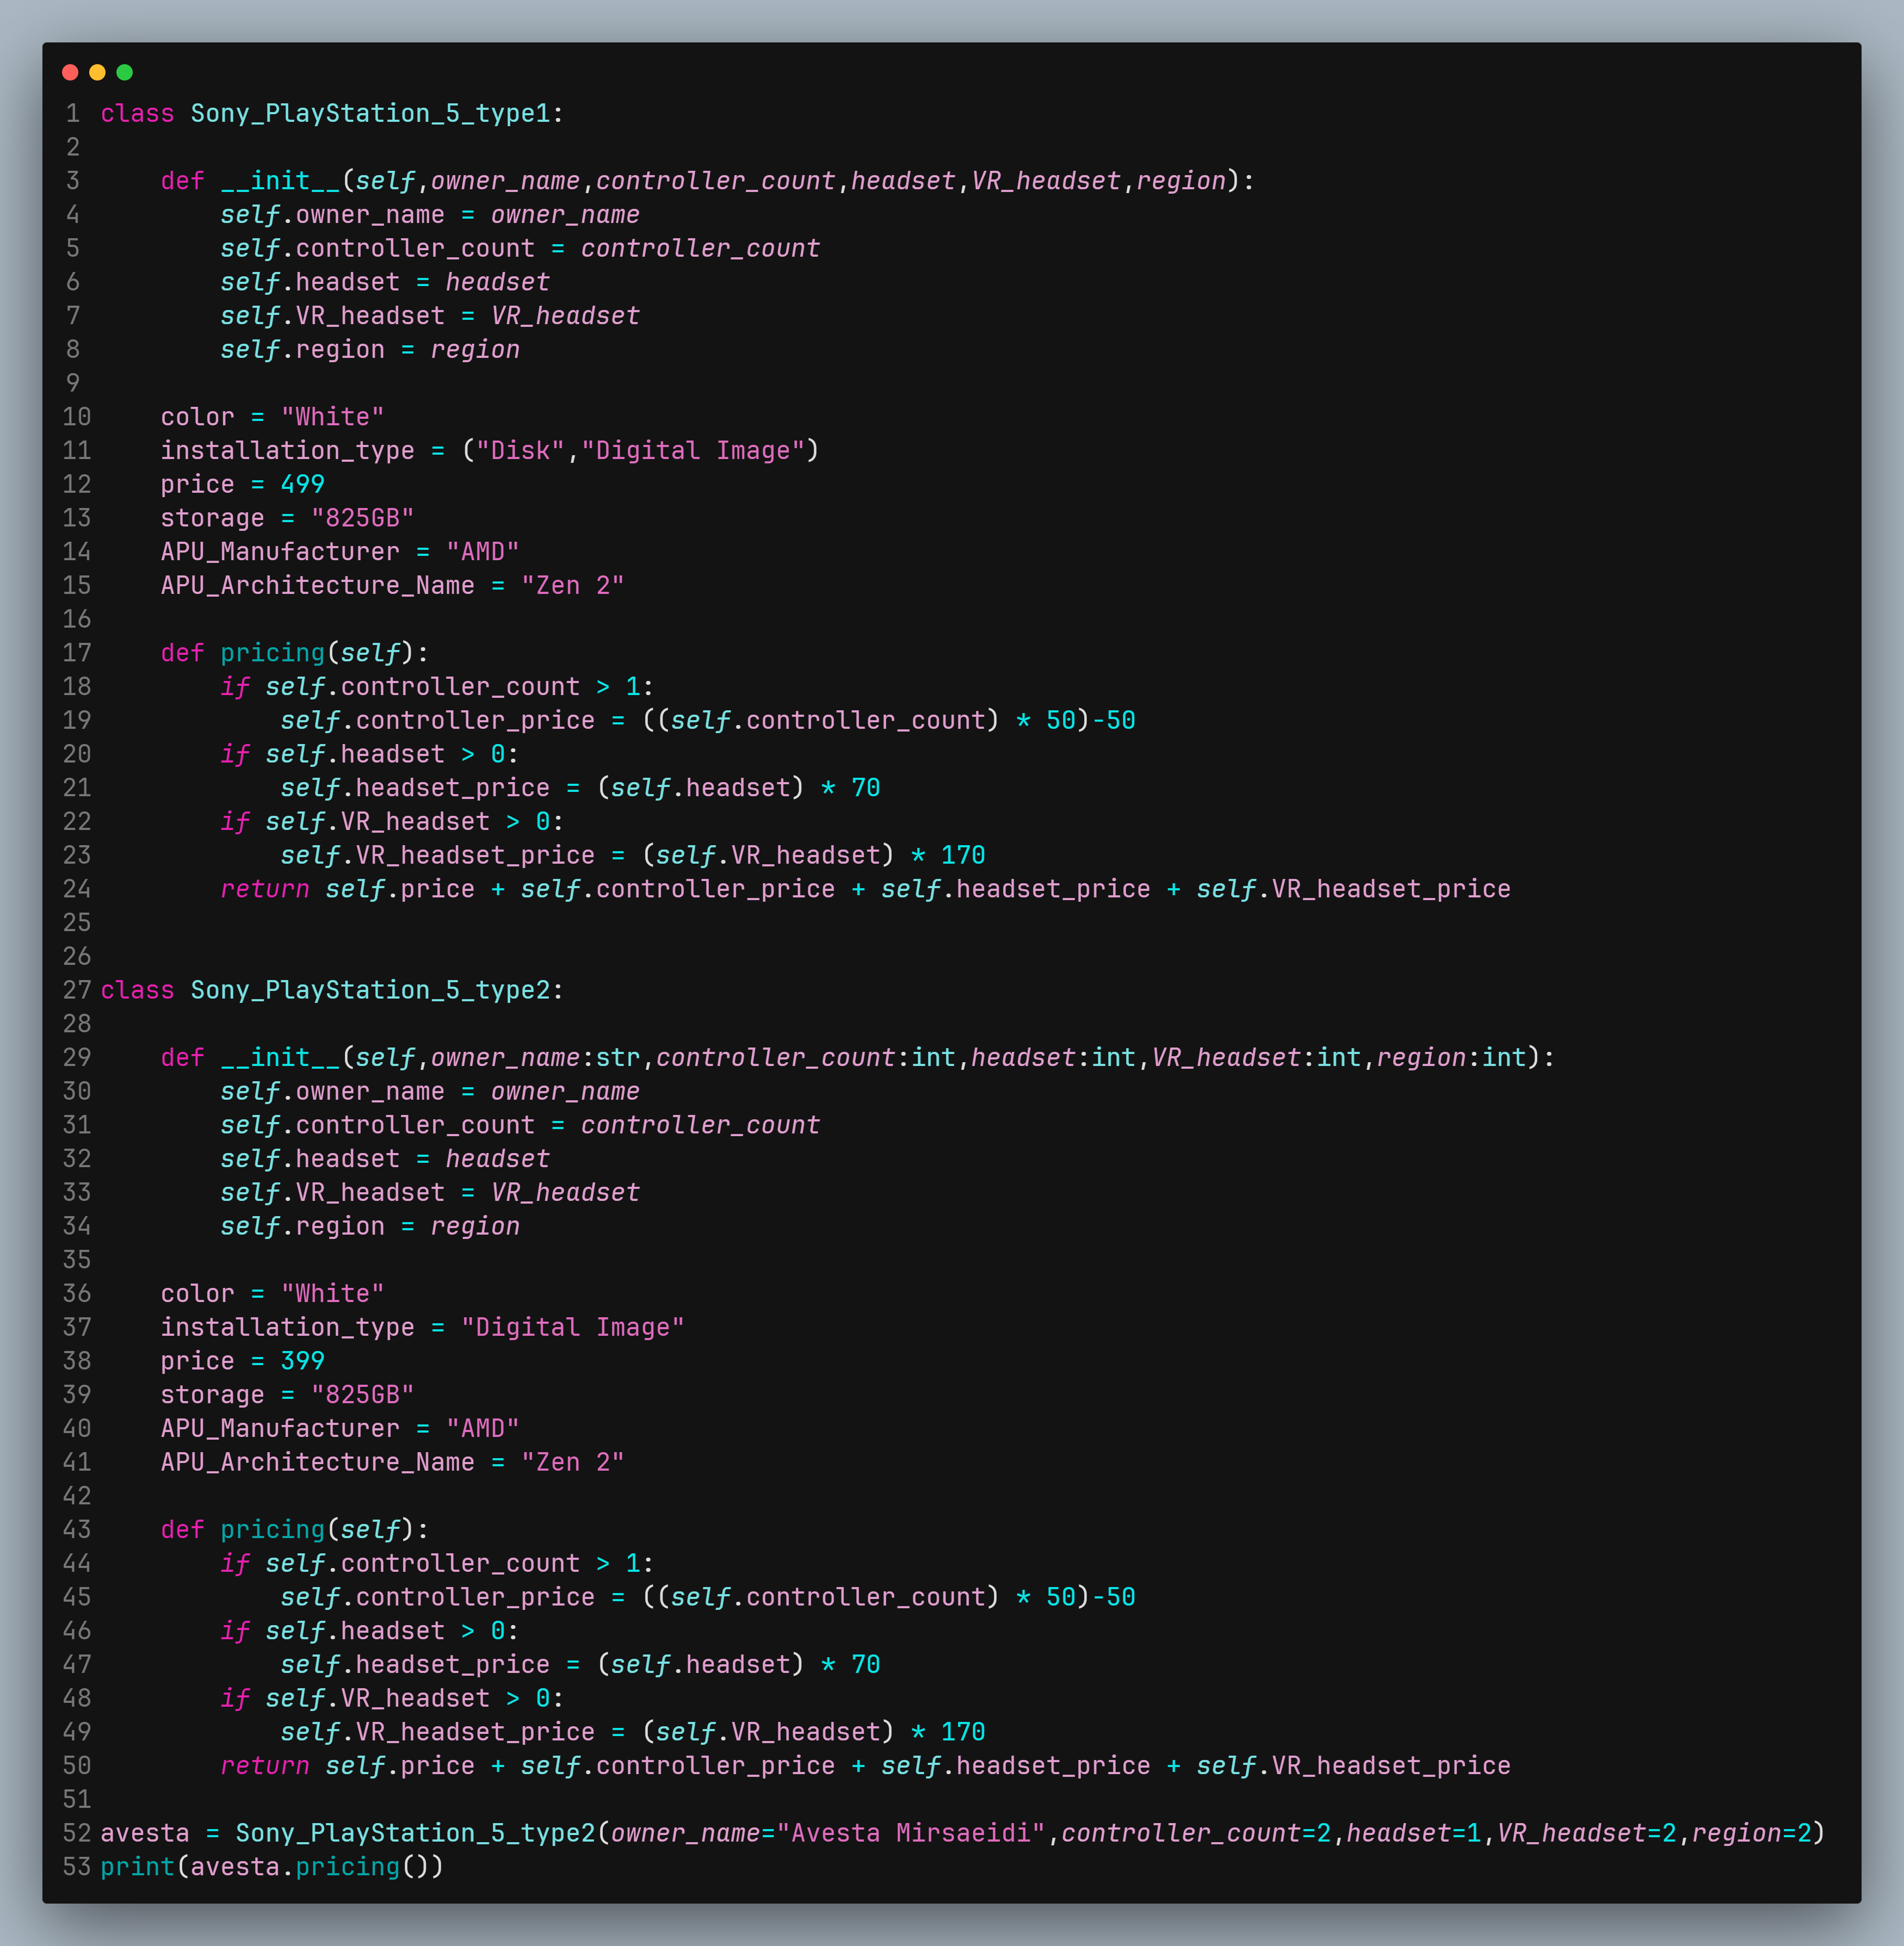 1 class Sony_PlayStation_5_type1:
2
3     def __init__(self,owner_name,controller_count,headset,VR_headset,region):
4         self.owner_name = owner_name
5         self.controller_count = controller_count
6         self.headset = headset
7         self.VR_headset = VR_headset
8         self.region = region
9
10     color = "White"
11     installation_type = ("Disk","Digital Image")
12     price = 499
13     storage = "825GB"
14     APU_Manufacturer = "AMD"
15     APU_Architecture_Name = "Zen 2"
16
17     def pricing(self):
18         if self.controller_count > 1:
19             self.controller_price = ((self.controller_count) * 50)-50
20         if self.headset > 0:
21             self.headset_price = (self.headset) * 70
22         if self.VR_headset > 0:
23             self.VR_headset_price = (self.VR_headset) * 170
24         return self.price + self.controller_price + self.headset_price + self.VR_headset_price
25
26
27 class Sony_PlayStation_5_type2:
28
29     def __init__(self,owner_name:str,controller_count:int,headset:int,VR_headset:int,region:int):
30         self.owner_name = owner_name
31         self.controller_count = controller_count
32         self.headset = headset
33         self.VR_headset = VR_headset
34         self.region = region
35
36     color = "White"
37     installation_type = "Digital Image"
38     price = 399
39     storage = "825GB"
40     APU_Manufacturer = "AMD"
41     APU_Architecture_Name = "Zen 2"
42
43     def pricing(self):
44         if self.controller_count > 1:
45             self.controller_price = ((self.controller_count) * 50)-50
46         if self.headset > 0:
47             self.headset_price = (self.headset) * 70
48         if self.VR_headset > 0:
49             self.VR_headset_price = (self.VR_headset) * 170
50         return self.price + self.controller_price + self.headset_price + self.VR_headset_price
51
52 avesta = Sony_PlayStation_5_type2(owner_name="Avesta Mirsaeidi",controller_count=2,headset=1,VR_headset=2,region=2)
53 print(avesta.pricing())